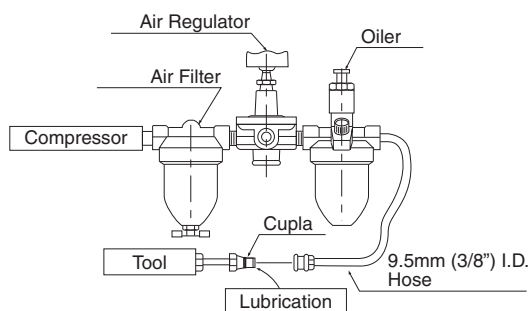 Air Regulator
Oiler
Air Filter
Compressor
Cupla
Tool
9.5mm (3/8”) I.D.
Hose
Lubrication